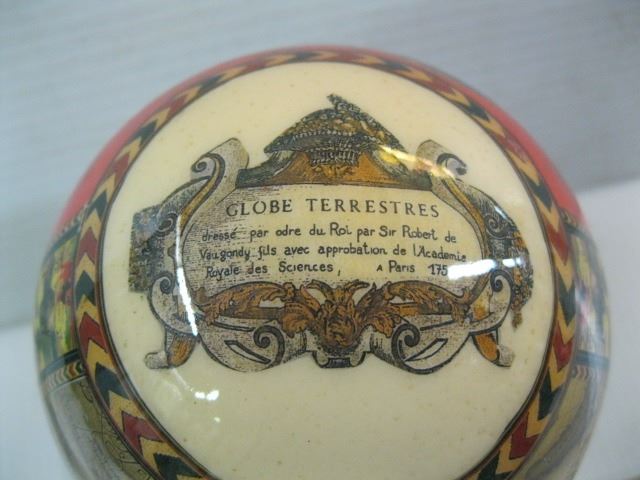 GLOBE TERRESTRES
dressé par odre du Roi par Sir Robert de
Vaugondy fils avec approbation de l'Academie
Royale des Sciences, A Paris 175